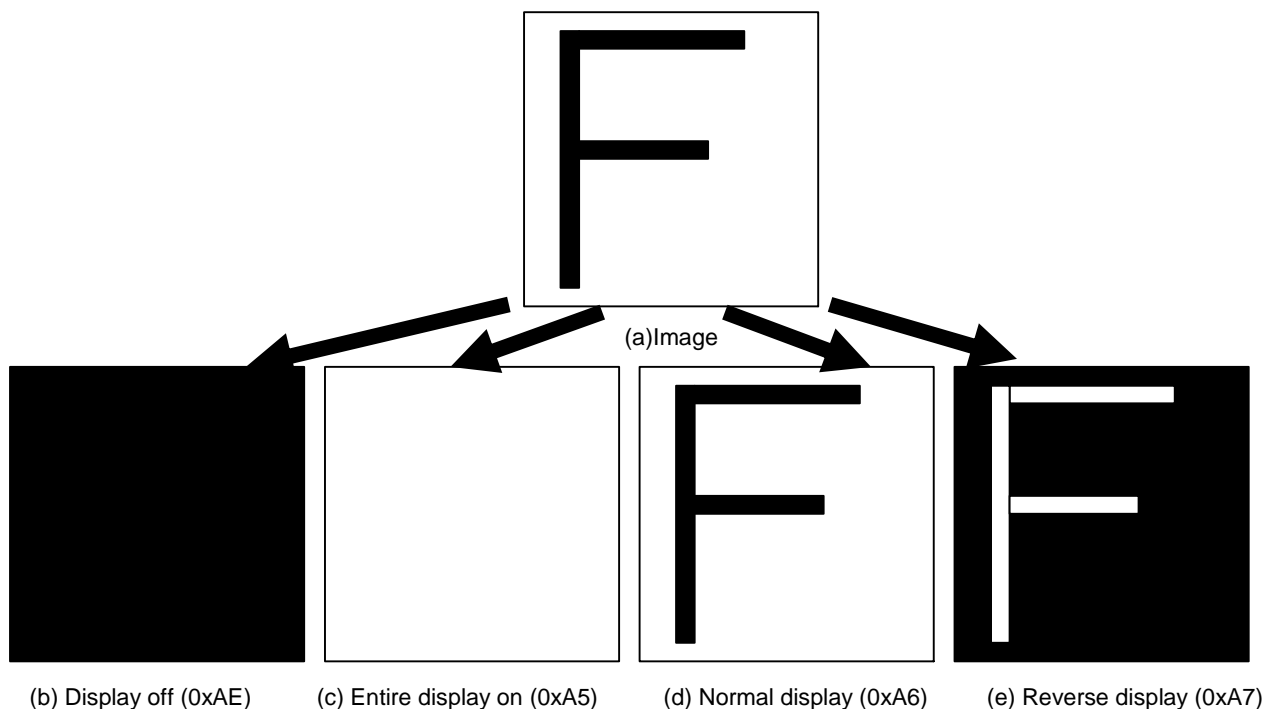 F
(a)Image
F
F
(b) Display off (0xAE) (c) Entire display on (0xA5) (d) Normal display (0xA6) (e) Reverse display (0xA7)